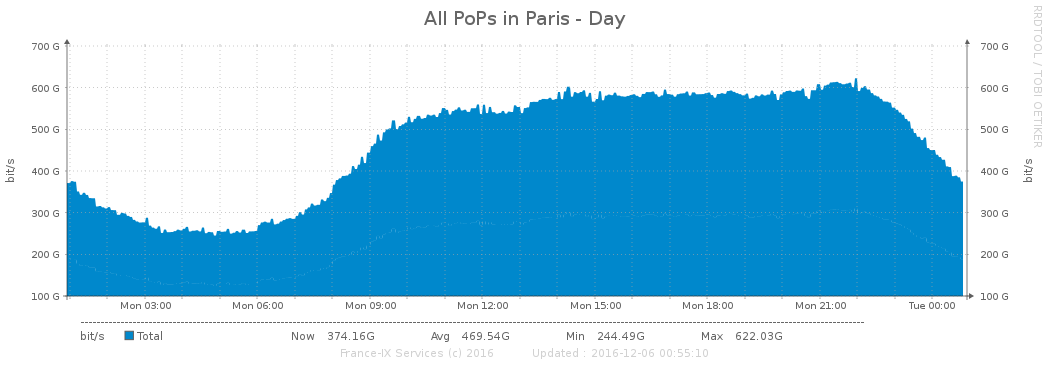 All PoPs in Paris - Day
RRDTOOL / TOBI OETIKER
700 G 700 G
600 G 600 G
500 G 500 G
400 G 400 G
300 G 300 G
200 G 200 G
100 G 100 G
bit/s bit/s
Mon 03:00 Mon 06:00 Mon 09:00 Mon 12:00 Mon 15:00 Mon 18:00 Mon 21:00 Tue 00:00
bit/s Total Now 374.16G Avg 469.54G Min 244.49G Max 622.03G
France-IX Services (c) 2016 Updated : 2016-12-06 00:55:10